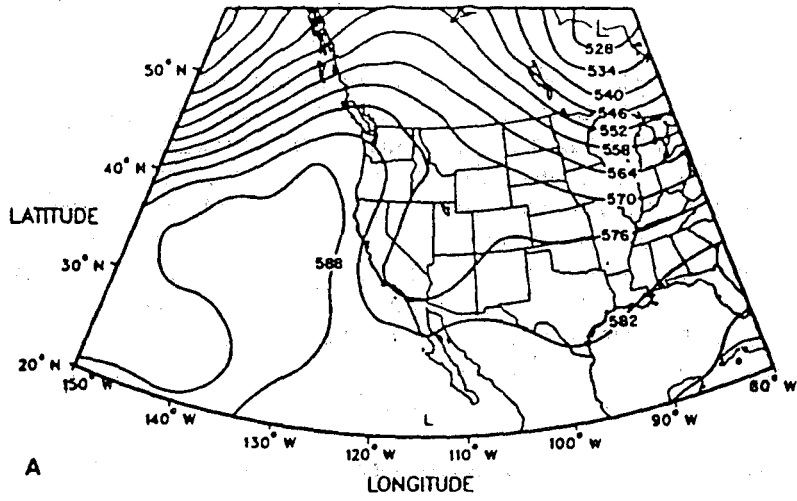 L
528
50° N
534
540
546
552
558
40° N
564
570
LATITUDE
576
588
30° N
582
20° N
150° W
80° W
140° W
L
90° W
130° W
120° W
110° W
100° W
A
LONGITUDE